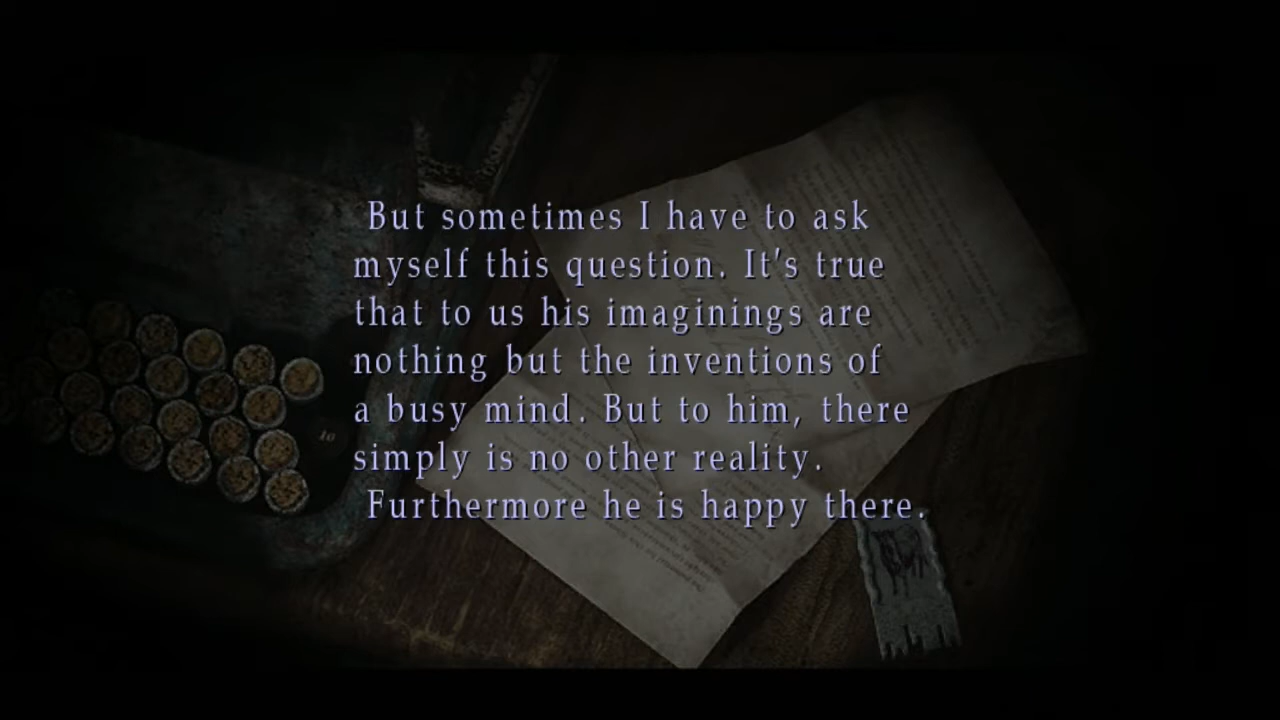 But sometimes I have to ask
myself this question. It's true
that to us his imaginings are
nothing but the inventions of
a busy mind. But to him, there
simply is no other reality.
Furthermore he is happy there.